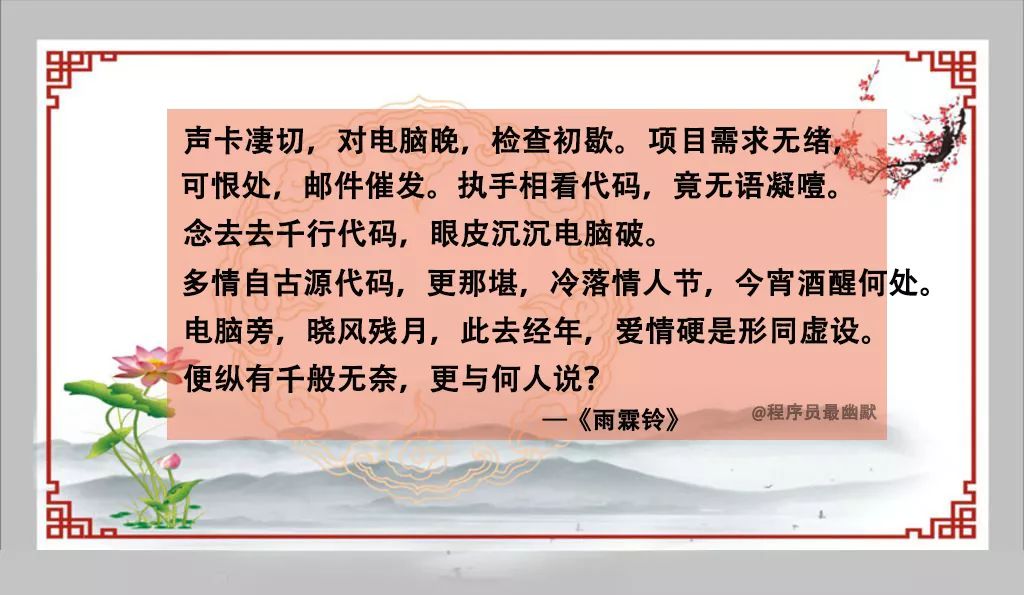 声卡凄切，对电脑晚，检查初歇。项目需求无绪，
可恨处，邮件催发。执手相看代码，竟无语凝噎。
念去去千行代码，眼皮沉沉电脑破。
多情自古源代码，更那堪，冷落情人节，今宵酒醒何处。
电脑旁，晓风残月，此去经年，爱情硬是形同虚设。
便纵有千般无奈，更与何人说？
—《雨霖铃》
@程序员最幽默